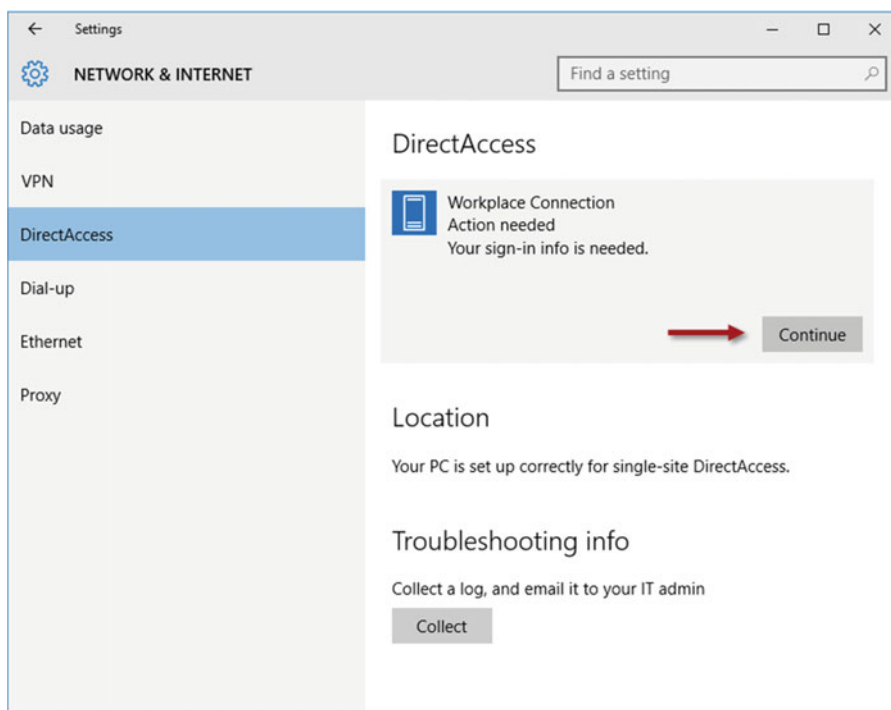 Settings
NETWORK & INTERNET
Find a setting
Data usage
VPN
DirectAccess
Dial-up
Ethernet
Proxy
DirectAccess
Workplace Connection
Action needed
Your sign-in info is needed.
Continue
Location
Your PC is set up correctly for single-site DirectAccess.
Troubleshooting info
Collect a log, and email it to your IT admin
Collect